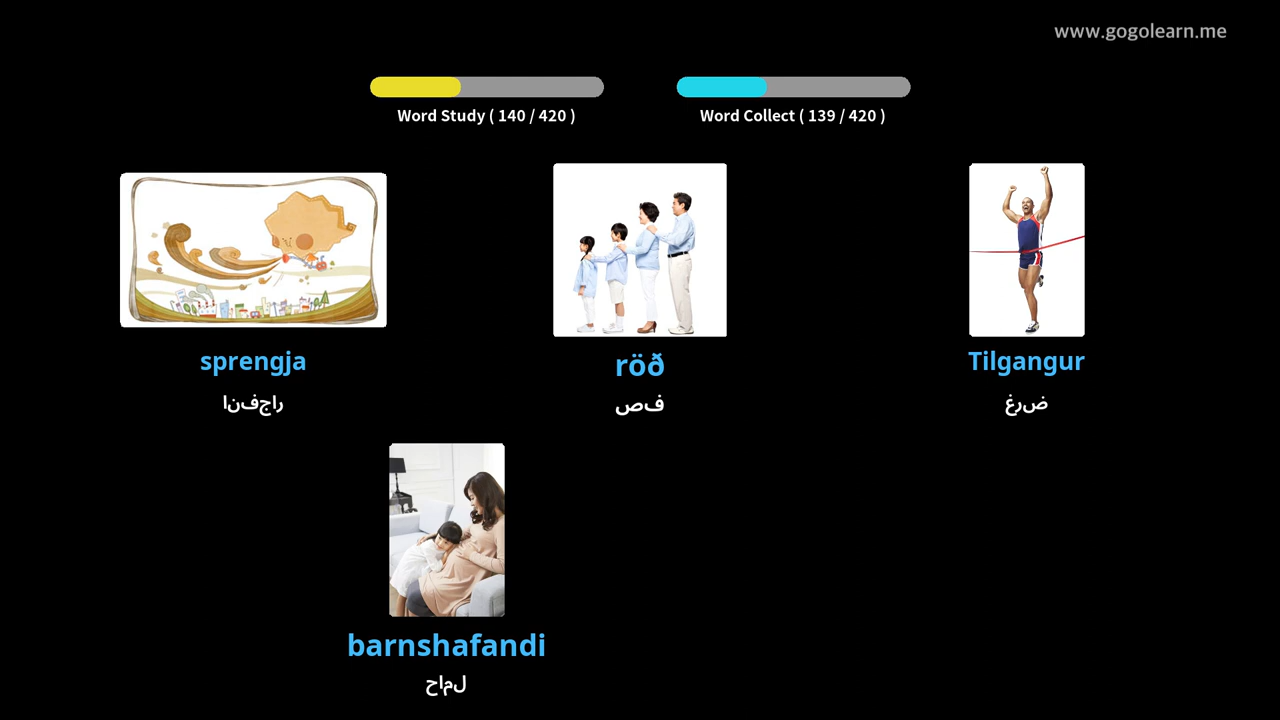 www.gogolearn.me
Word Study ( 140 / 420 )
Word Collect ( 139 / 420 )
sprengja
انفجار
röð
صف
Tilgangur
غرض
barnshafandi
حامل